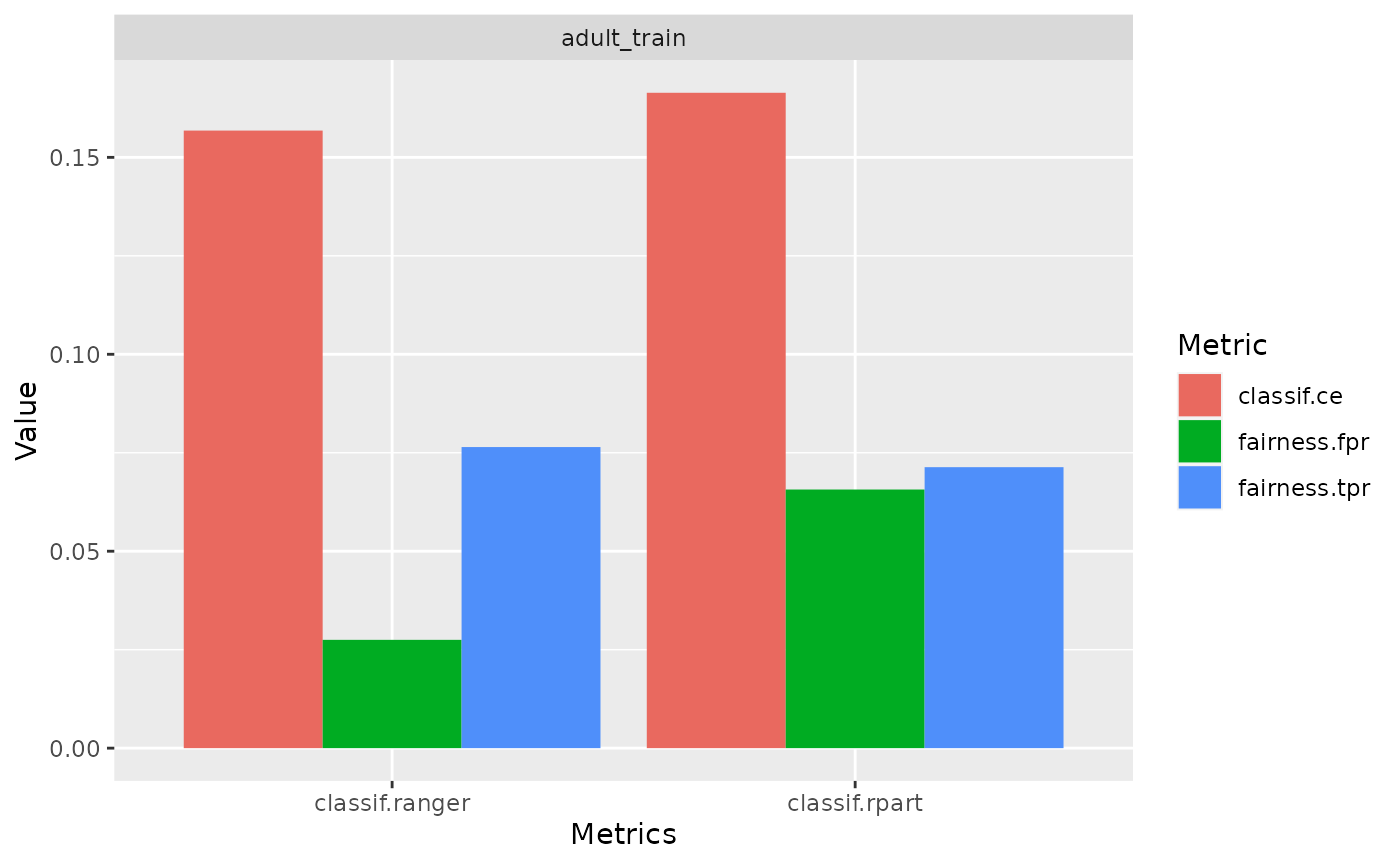 adult_train
0.15
0.10
0.05
0.00
Value
classif.ranger
classif.rpart
Metrics
Metric
classif.ce
fairness.fpr
fairness.tpr